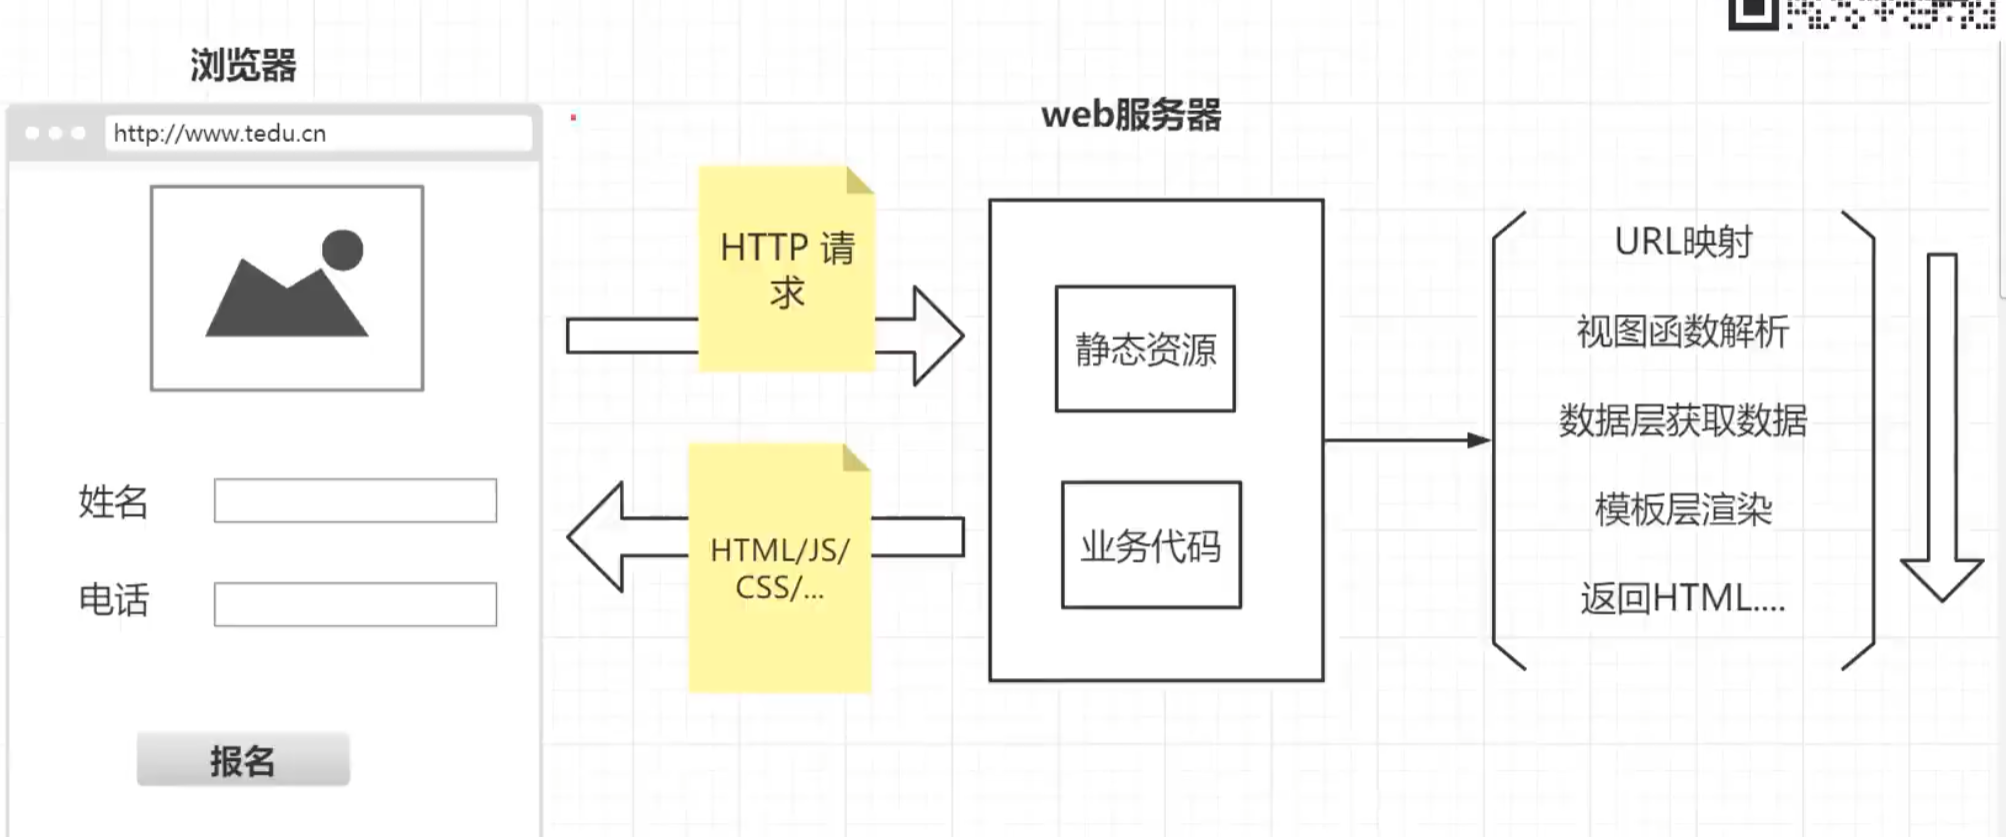 浏览器
http://www.tedu.cn
姓名
电话
报名
HTTP 请
求
HTML/JS/
CSS/...
web服务器
静态资源
业务代码
URL映射
视图函数解析
数据层获取数据
模板层渲染
返回HTML....